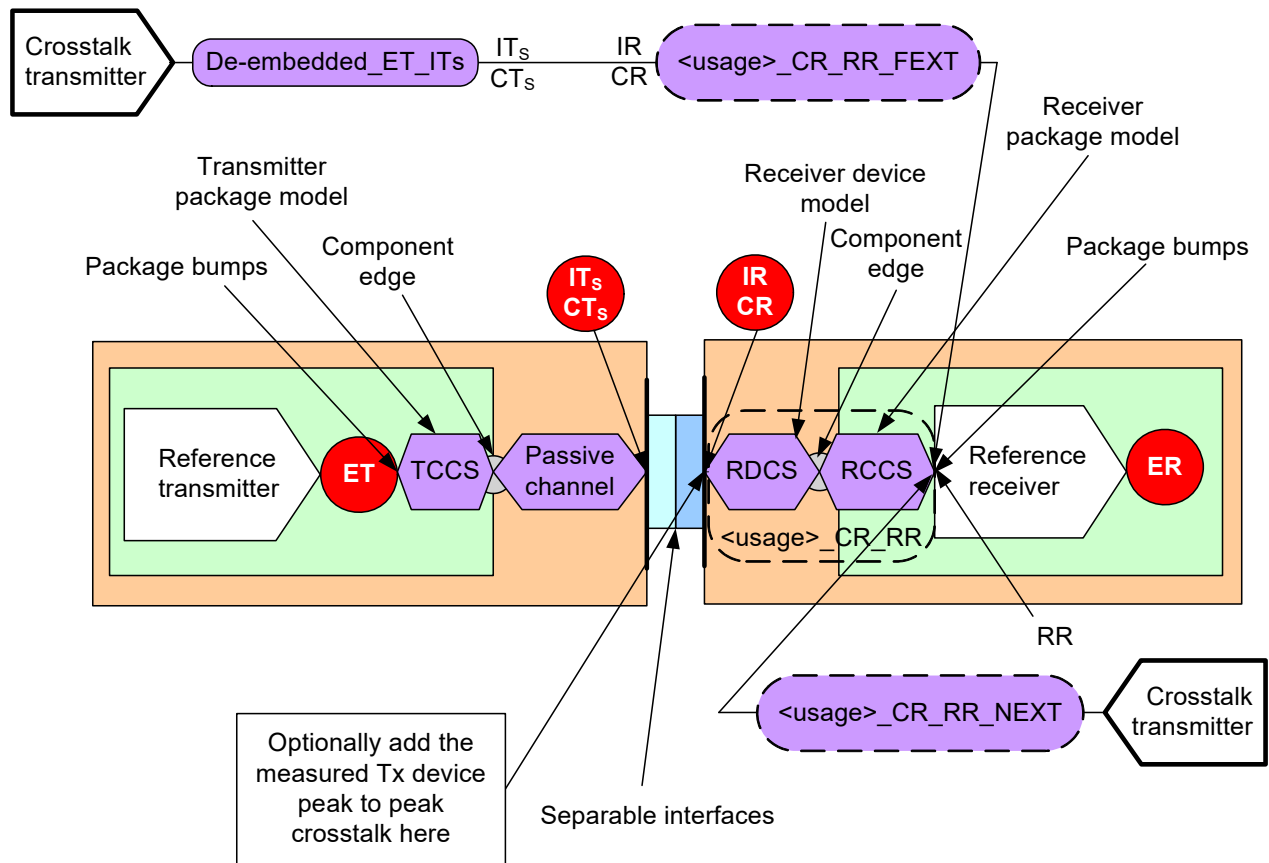 Crosstalk
transmitter
De-embedded_ET_ITs
ITS
CTS
IR
CR
<usage>_CR_RR_FEXT
Receiver
package model
Transmitter
package model
Receiver device
model
Component
edge
Component
edge
Package bumps
Package bumps
ITS
CTS
IR
CR
Reference
transmitter
ET
TCCS
Passive
channel
RDCS
RCCS
Reference
receiver
ER
<usage>_CR_RR
RR
<usage>_CR_RR_NEXT
Crosstalk
transmitter
Optionally add the
measured Tx device
peak to peak
crosstalk here
Separable interfaces